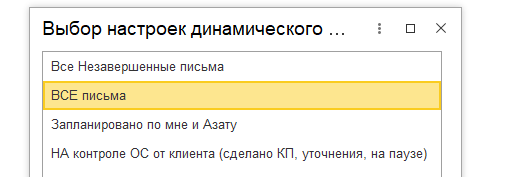 Выбор настроек динамического ...
Все Незавершенные письма
ВСЕ письма
Запланировано по мне и Азату
НА контроле ОС от клиента (сделано КП, уточнения, на паузе)